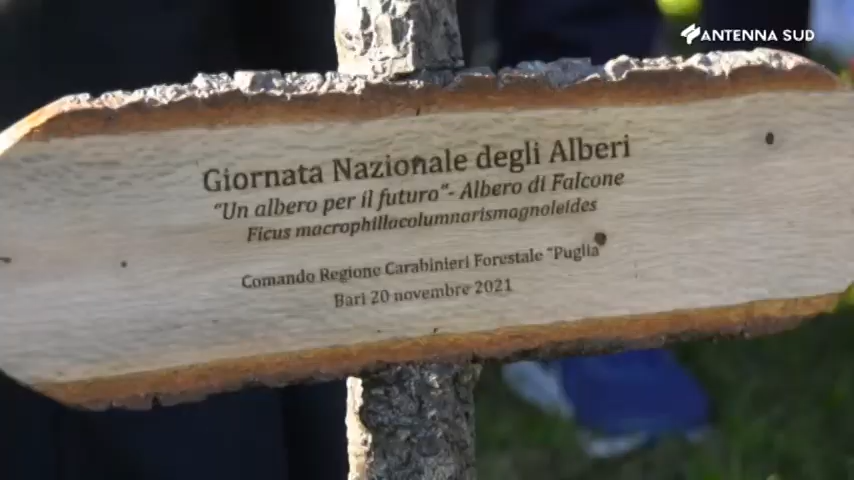 ANTENNA SUD
Giornata Nazionale degli Alberi
"Un albero per il futuro"- Albero di Falcone
Ficus macrophillacolumnarismagnoleides
Comando Regione Carabinieri Forestale "Puglia"
Bari 20 novembre 2021